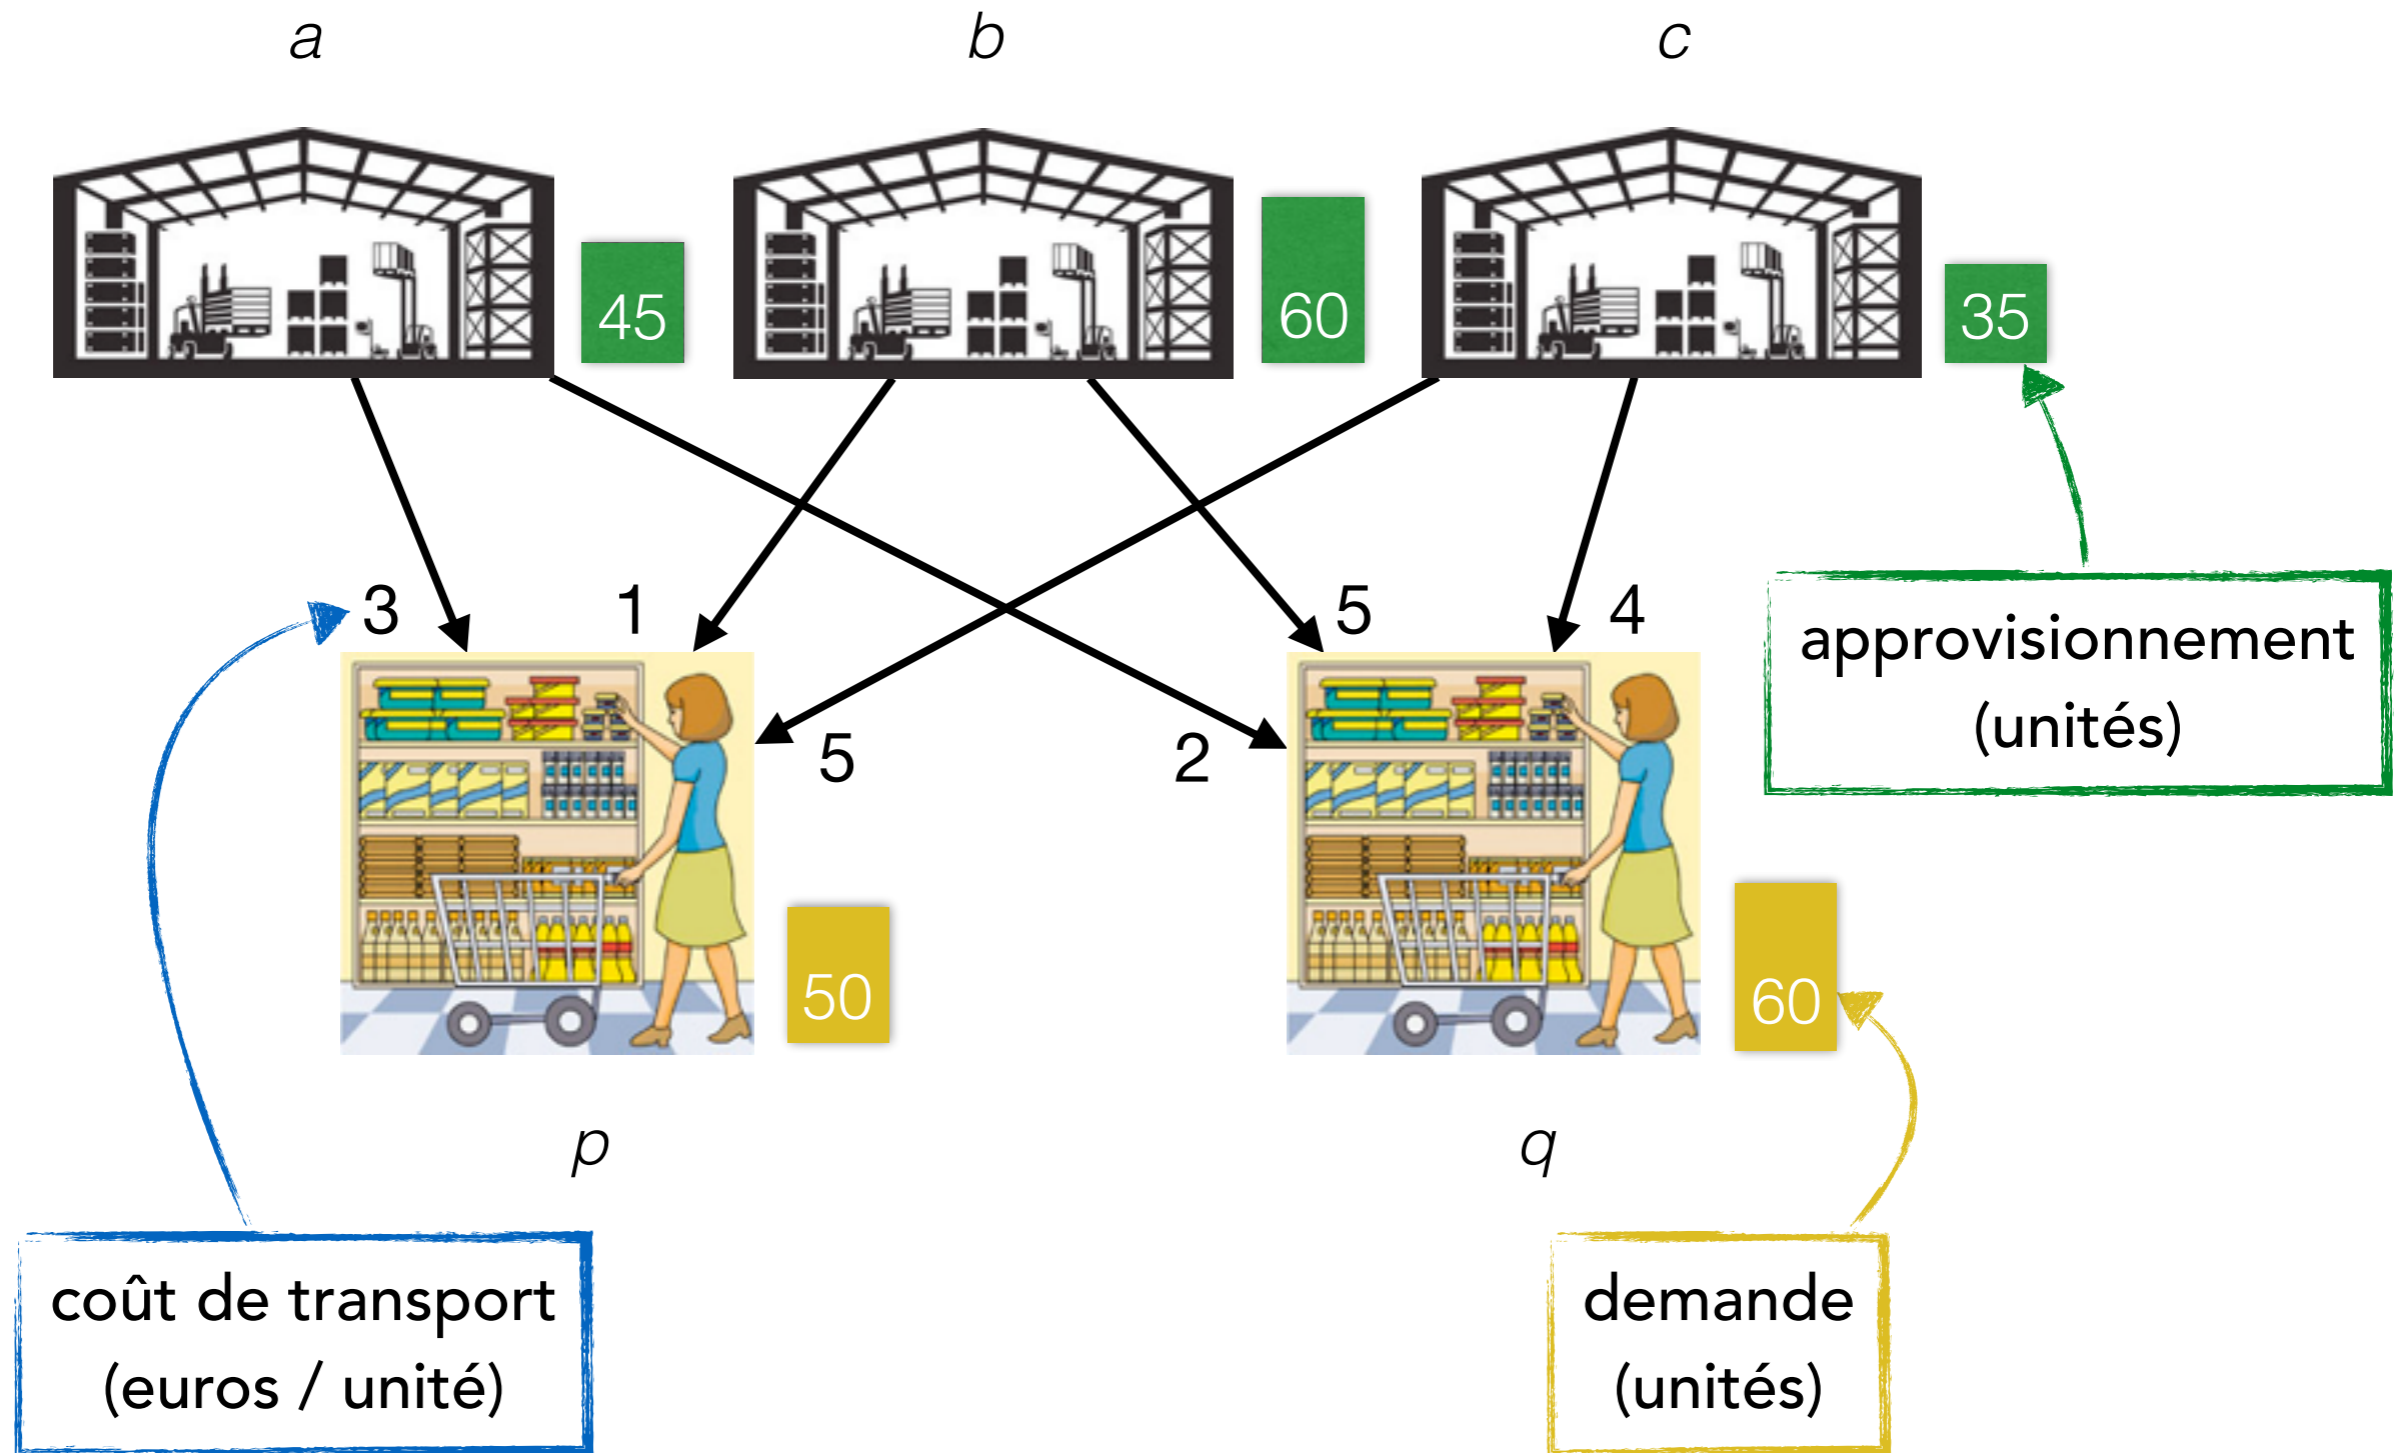 a
b
c
45
60
35
3
1
5
4
5
2
approvisionnement
(unités)
50
60
p
q
coût de transport
(euros / unité)
demande
(unités)